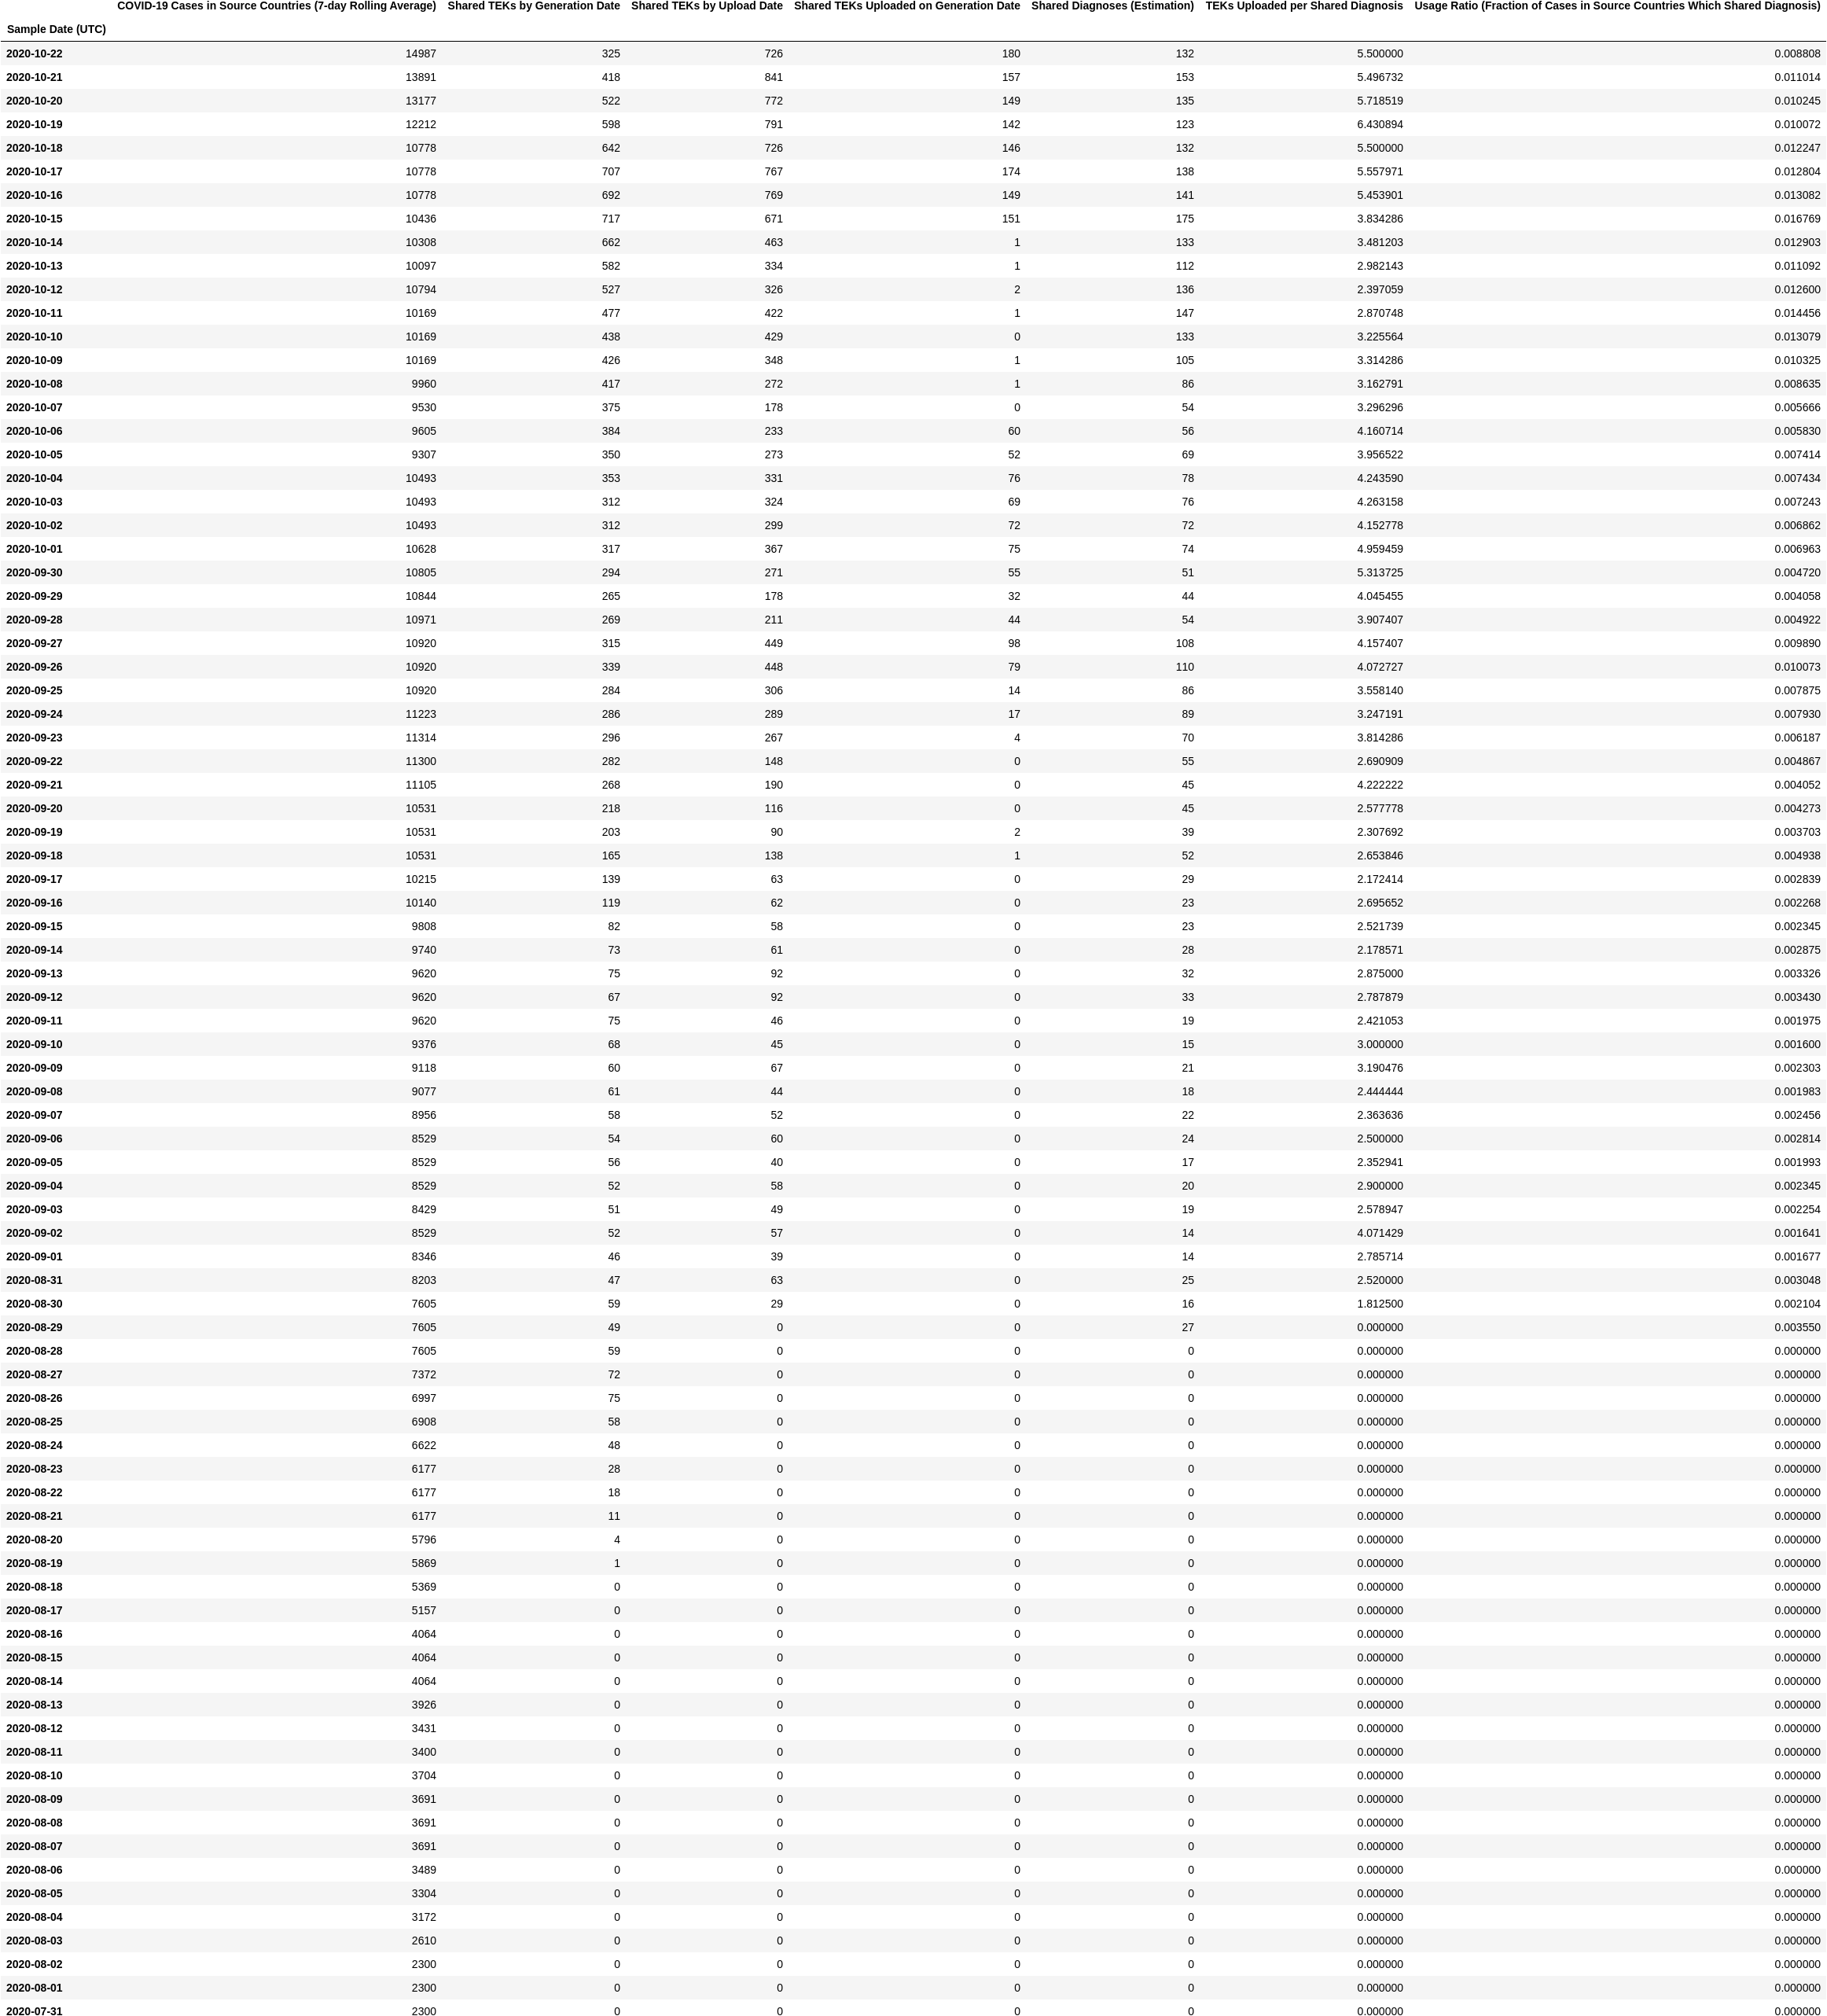 COVID-19 Cases in Source Countries (7-day Rolling Average) Shared TEKs by Generation Date Shared TEKs by Upload Date Shared TEKs Uploaded on Generation Date Shared Diagnoses (Estimation) TEKs Uploaded per Shared Diagnosis Usage Ratio (Fraction of Cases in Source Countries Which Shared Diagnosis)
Sample Date (UTC)
2020-10-22 14987 325 726 180 132 5.500000 0.008808
2020-10-21 13891 418 841 157 153 5.496732 0.011014
2020-10-20 13177 522 772 149 135 5.718519 0.010245
2020-10-19 12212 598 791 142 123 6.430894 0.010072
2020-10-18 10778 642 726 146 132 5.500000 0.012247
2020-10-17 10778 707 767 174 138 5.557971 0.012804
2020-10-16 10778 692 769 149 141 5.453901 0.013082
2020-10-15 10436 717 671 151 175 3.834286 0.016769
2020-10-14 10308 662 463 1 133 3.481203 0.012903
2020-10-13 10097 582 334 1 112 2.982143 0.011092
2020-10-12 10794 527 326 2 136 2.397059 0.012600
2020-10-11 10169 477 422 1 147 2.870748 0.014456
2020-10-10 10169 438 429 0 133 3.225564 0.013079
2020-10-09 10169 426 348 1 105 3.314286 0.010325
2020-10-08 9960 417 272 1 86 3.162791 0.008635
2020-10-07 9530 375 178 0 54 3.296296 0.005666
2020-10-06 9605 384 233 60 56 4.160714 0.005830
2020-10-05 9307 350 273 52 69 3.956522 0.007414
2020-10-04 10493 353 331 76 78 4.243590 0.007434
2020-10-03 10493 312 324 69 76 4.263158 0.007243
2020-10-02 10493 312 299 72 72 4.152778 0.006862
2020-10-01 10628 317 367 75 74 4.959459 0.006963
2020-09-30 10805 294 271 55 51 5.313725 0.004720
2020-09-29 10844 265 178 32 44 4.045455 0.004058
2020-09-28 10971 269 211 44 54 3.907407 0.004922
2020-09-27 10920 315 449 98 108 4.157407 0.009890
2020-09-26 10920 339 448 79 110 4.072727 0.010073
2020-09-25 10920 284 306 14 86 3.558140 0.007875
2020-09-24 11223 286 289 17 89 3.247191 0.007930
2020-09-23 11314 296 267 4 70 3.814286 0.006187
2020-09-22 11300 282 148 0 55 2.690909 0.004867
2020-09-21 11105 268 190 0 45 4.222222 0.004052
2020-09-20 10531 218 116 0 45 2.577778 0.004273
2020-09-19 10531 203 90 2 39 2.307692 0.003703
2020-09-18 10531 165 138 1 52 2.653846 0.004938
2020-09-17 10215 139 63 0 29 2.172414 0.002839
2020-09-16 10140 119 62 0 23 2.695652 0.002268
2020-09-15 9808 82 58 0 23 2.521739 0.002345
2020-09-14 9740 73 61 0 28 2.178571 0.002875
2020-09-13 9620 75 92 0 32 2.875000 0.003326
2020-09-12 9620 67 92 0 33 2.787879 0.003430
2020-09-11 9620 75 46 0 19 2.421053 0.001975
2020-09-10 9376 68 45 0 15 3.000000 0.001600
2020-09-09 9118 60 67 0 21 3.190476 0.002303
2020-09-08 9077 61 44 0 18 2.444444 0.001983
2020-09-07 8956 58 52 0 22 2.363636 0.002456
2020-09-06 8529 54 60 0 24 2.500000 0.002814
2020-09-05 8529 56 40 0 17 2.352941 0.001993
2020-09-04 8529 52 58 0 20 2.900000 0.002345
2020-09-03 8429 51 49 0 19 2.578947 0.002254
2020-09-02 8529 52 57 0 14 4.071429 0.001641
2020-09-01 8346 46 39 0 14 2.785714 0.001677
2020-08-31 8203 47 63 0 25 2.520000 0.003048
2020-08-30 7605 59 29 0 16 1.812500 0.002104
2020-08-29 7605 49 0 0 27 0.000000 0.003550
2020-08-28 7605 59 0 0 0 0.000000 0.000000
2020-08-27 7372 72 0 0 0 0.000000 0.000000
2020-08-26 6997 75 0 0 0 0.000000 0.000000
2020-08-25 6908 58 0 0 0 0.000000 0.000000
2020-08-24 6622 48 0 0 0 0.000000 0.000000
2020-08-23 6177 28 0 0 0 0.000000 0.000000
2020-08-22 6177 18 0 0 0 0.000000 0.000000
2020-08-21 6177 11 0 0 0 0.000000 0.000000
2020-08-20 5796 4 0 0 0 0.000000 0.000000
2020-08-19 5869 1 0 0 0 0.000000 0.000000
2020-08-18 5369 0 0 0 0 0.000000 0.000000
2020-08-17 5157 0 0 0 0 0.000000 0.000000
2020-08-16 4064 0 0 0 0 0.000000 0.000000
2020-08-15 4064 0 0 0 0 0.000000 0.000000
2020-08-14 4064 0 0 0 0 0.000000 0.000000
2020-08-13 3926 0 0 0 0 0.000000 0.000000
2020-08-12 3431 0 0 0 0 0.000000 0.000000
2020-08-11 3400 0 0 0 0 0.000000 0.000000
2020-08-10 3704 0 0 0 0 0.000000 0.000000
2020-08-09 3691 0 0 0 0 0.000000 0.000000
2020-08-08 3691 0 0 0 0 0.000000 0.000000
2020-08-07 3691 0 0 0 0 0.000000 0.000000
2020-08-06 3489 0 0 0 0 0.000000 0.000000
2020-08-05 3304 0 0 0 0 0.000000 0.000000
2020-08-04 3172 0 0 0 0 0.000000 0.000000
2020-08-03 2610 0 0 0 0 0.000000 0.000000
2020-08-02 2300 0 0 0 0 0.000000 0.000000
2020-08-01 2300 0 0 0 0 0.000000 0.000000
2020-07-31 2300 0 0 0 0 0.000000 0.000000